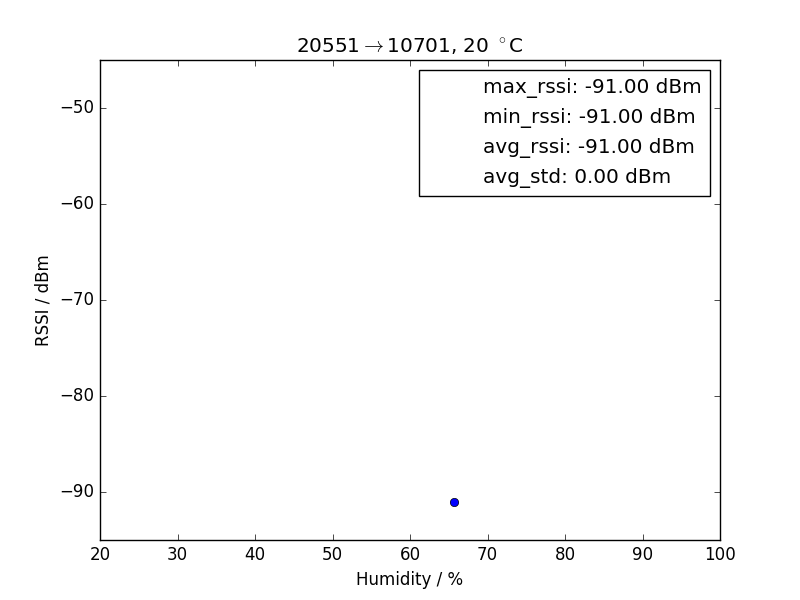 20551→10701, 20 °C
max_rssi: -91.00 dBm
min_rssi: -91.00 dBm
avg_rssi: -91.00 dBm
avg_std: 0.00 dBm
−50
−60
−70
−80
−90
RSSI / dBm
20 30 40 50 60 70 80 90 100
Humidity / %